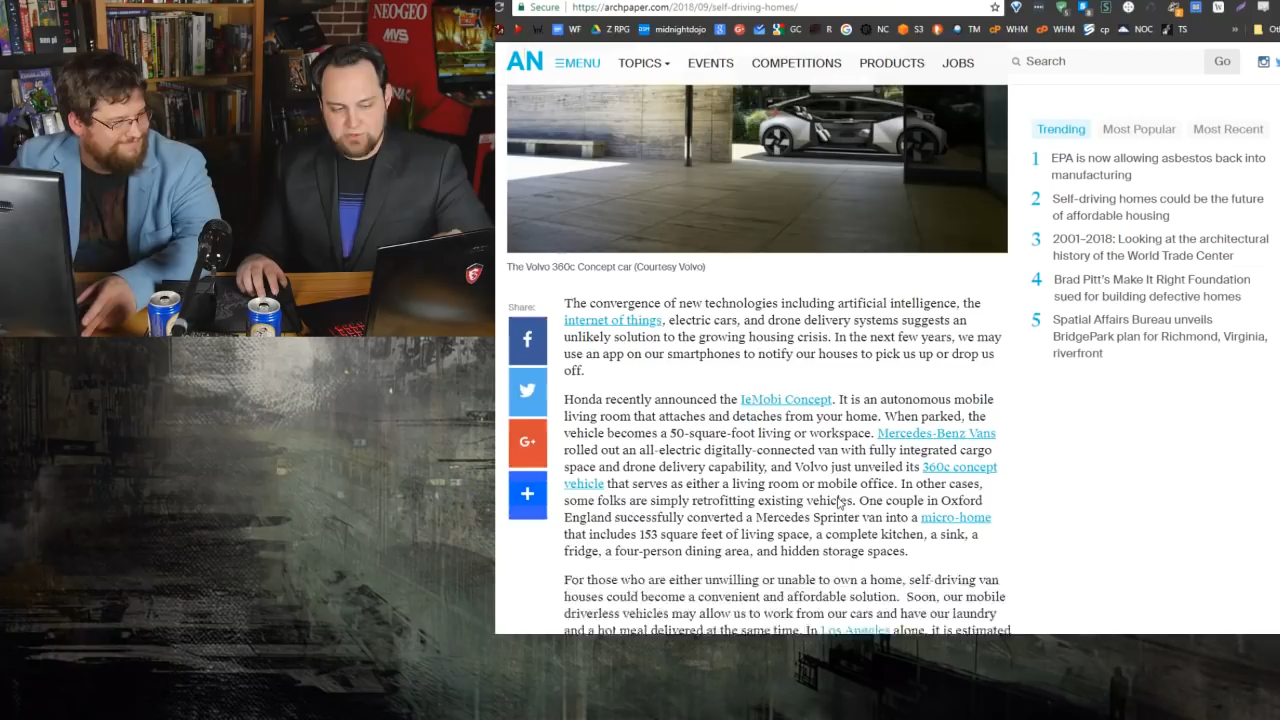 NEO-GEO
MVS
Secure
https://archpaper.com/2018/09/self-driving-homes/
WF
Z RPG
midnightdojo
GC
R
NC
S3
TM
WHM
WHM
cp
NOC
TS
»
AN
MENU
TOPICS
EVENTS
COMPETITIONS
PRODUCTS
JOBS
Search
Go
The Volvo 360c Concept car (Courtesy Volvo)
Share:
The convergence of new technologies including artificial intelligence, the
internet of things, electric cars, and drone delivery systems suggests an
unlikely solution to the growing housing crisis. In the next few years, we may
use an app on our smartphones to notify our houses to pick us up or drop us
off.
Honda recently announced the IeMobi Concept. It is an autonomous mobile
living room that attaches and detaches from your home. When parked, the
vehicle becomes a 50-square-foot living or workspace. Mercedes-Benz Vans
rolled out an all-electric digitally-connected van with fully integrated cargo
space and drone delivery capability, and Volvo just unveiled its 360c concept
vehicle that serves as either a living room or mobile office. In other cases,
some folks are simply retrofitting existing vehicles. One couple in Oxford
England successfully converted a Mercedes Sprinter van into a micro-home
that includes 153 square feet of living space, a complete kitchen, a sink, a
fridge, a four-person dining area, and hidden storage spaces.
For those who are either unwilling or unable to own a home, self-driving van
houses could become a convenient and affordable solution. Soon, our mobile
driverless vehicles may allow us to work from our cars and have our laundry
and a hot meal delivered at the same time. In Los Angeles alone, it is estimated
Trending
Most Popular
Most Recent
1 EPA is now allowing asbestos back into
manufacturing
2 Self-driving homes could be the future
of affordable housing
3 2001–2018: Looking at the architectural
history of the World Trade Center
4 Brad Pitt's Make It Right Foundation
sued for building defective homes
5 Spatial Affairs Bureau unveils
BridgePark plan for Richmond, Virginia,
riverfront